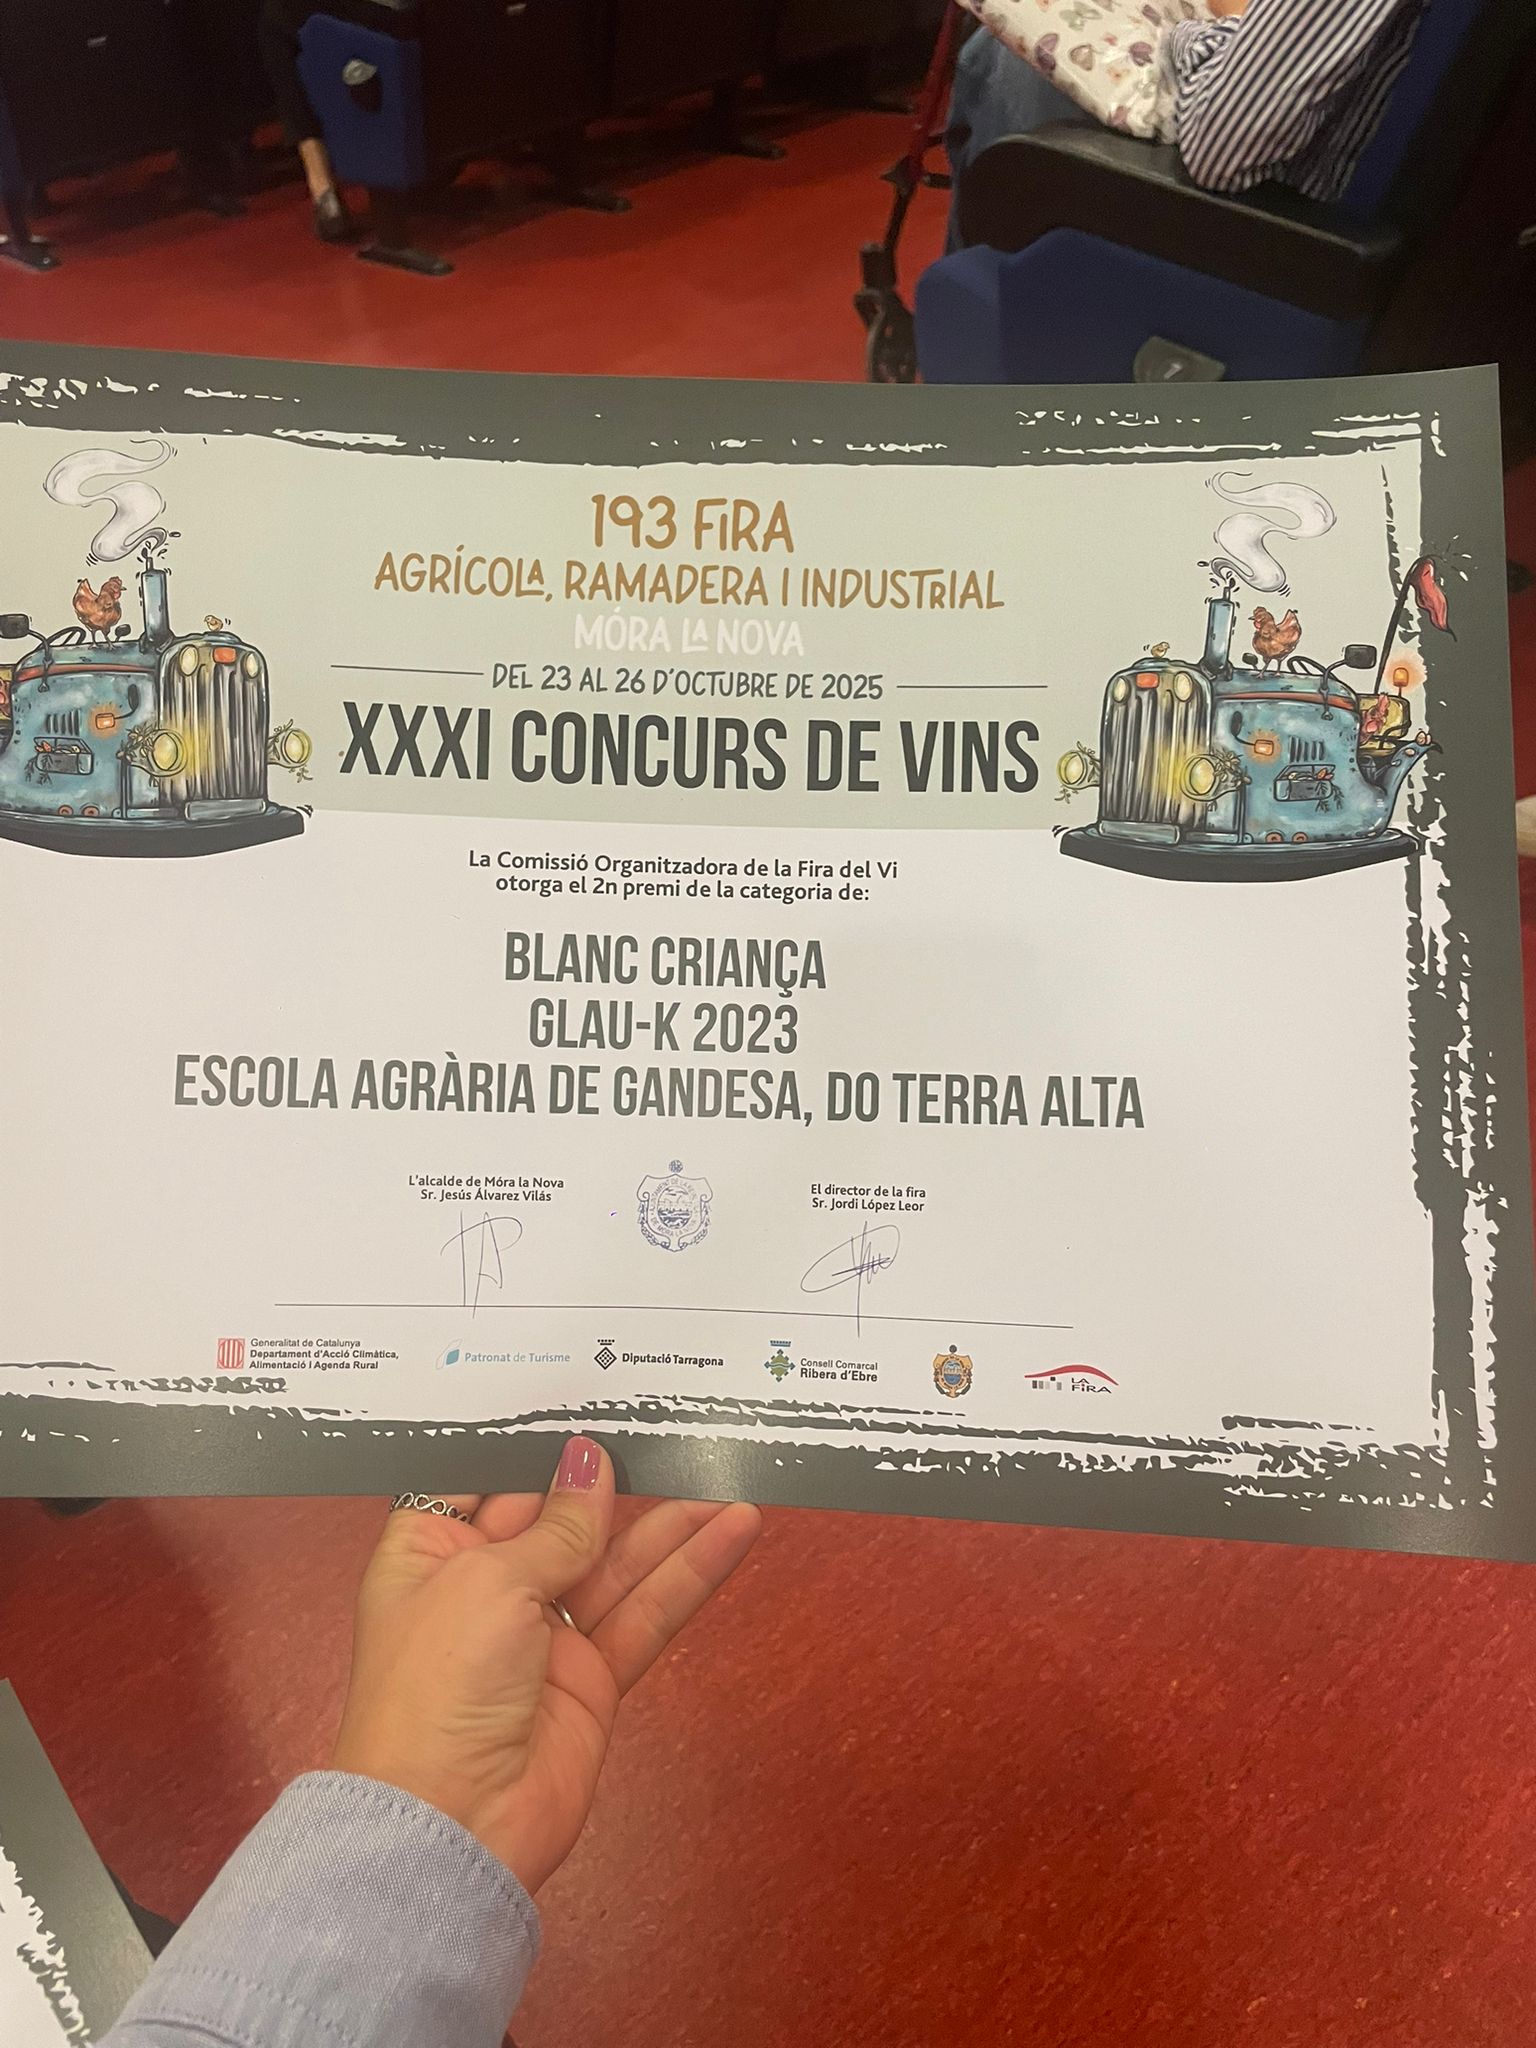 1
193 FIRA
AGRÍCOLA, RAMADERA I INDUSTRIAL
MÓRA LA NOVA
DEL 23 AL 26 D'OCTUBRE DE 2025
XXXI CONCURS DE VINS
La Comissió Organitzadora de la Fira del Vi
otorga el 2n premi de la categoria de:
BLANC CRIANÇA
GLAU-K 2023
ESCOLA AGRÀRIA DE GANDESA, DO TERRA ALTA
L'alcalde de Móra la Nova
Sr. Jesús Álvarez Vilás
El director de la fira
Sr. Jordi López Leor
Generalitat de Catalunya
Departament d'Acció Climàtica,
Alimentació i Agenda Rural
Patronat de Turisme
Diputació Tarragona
Consell Comarcal
Ribera d'Ebre
LA
FIRA